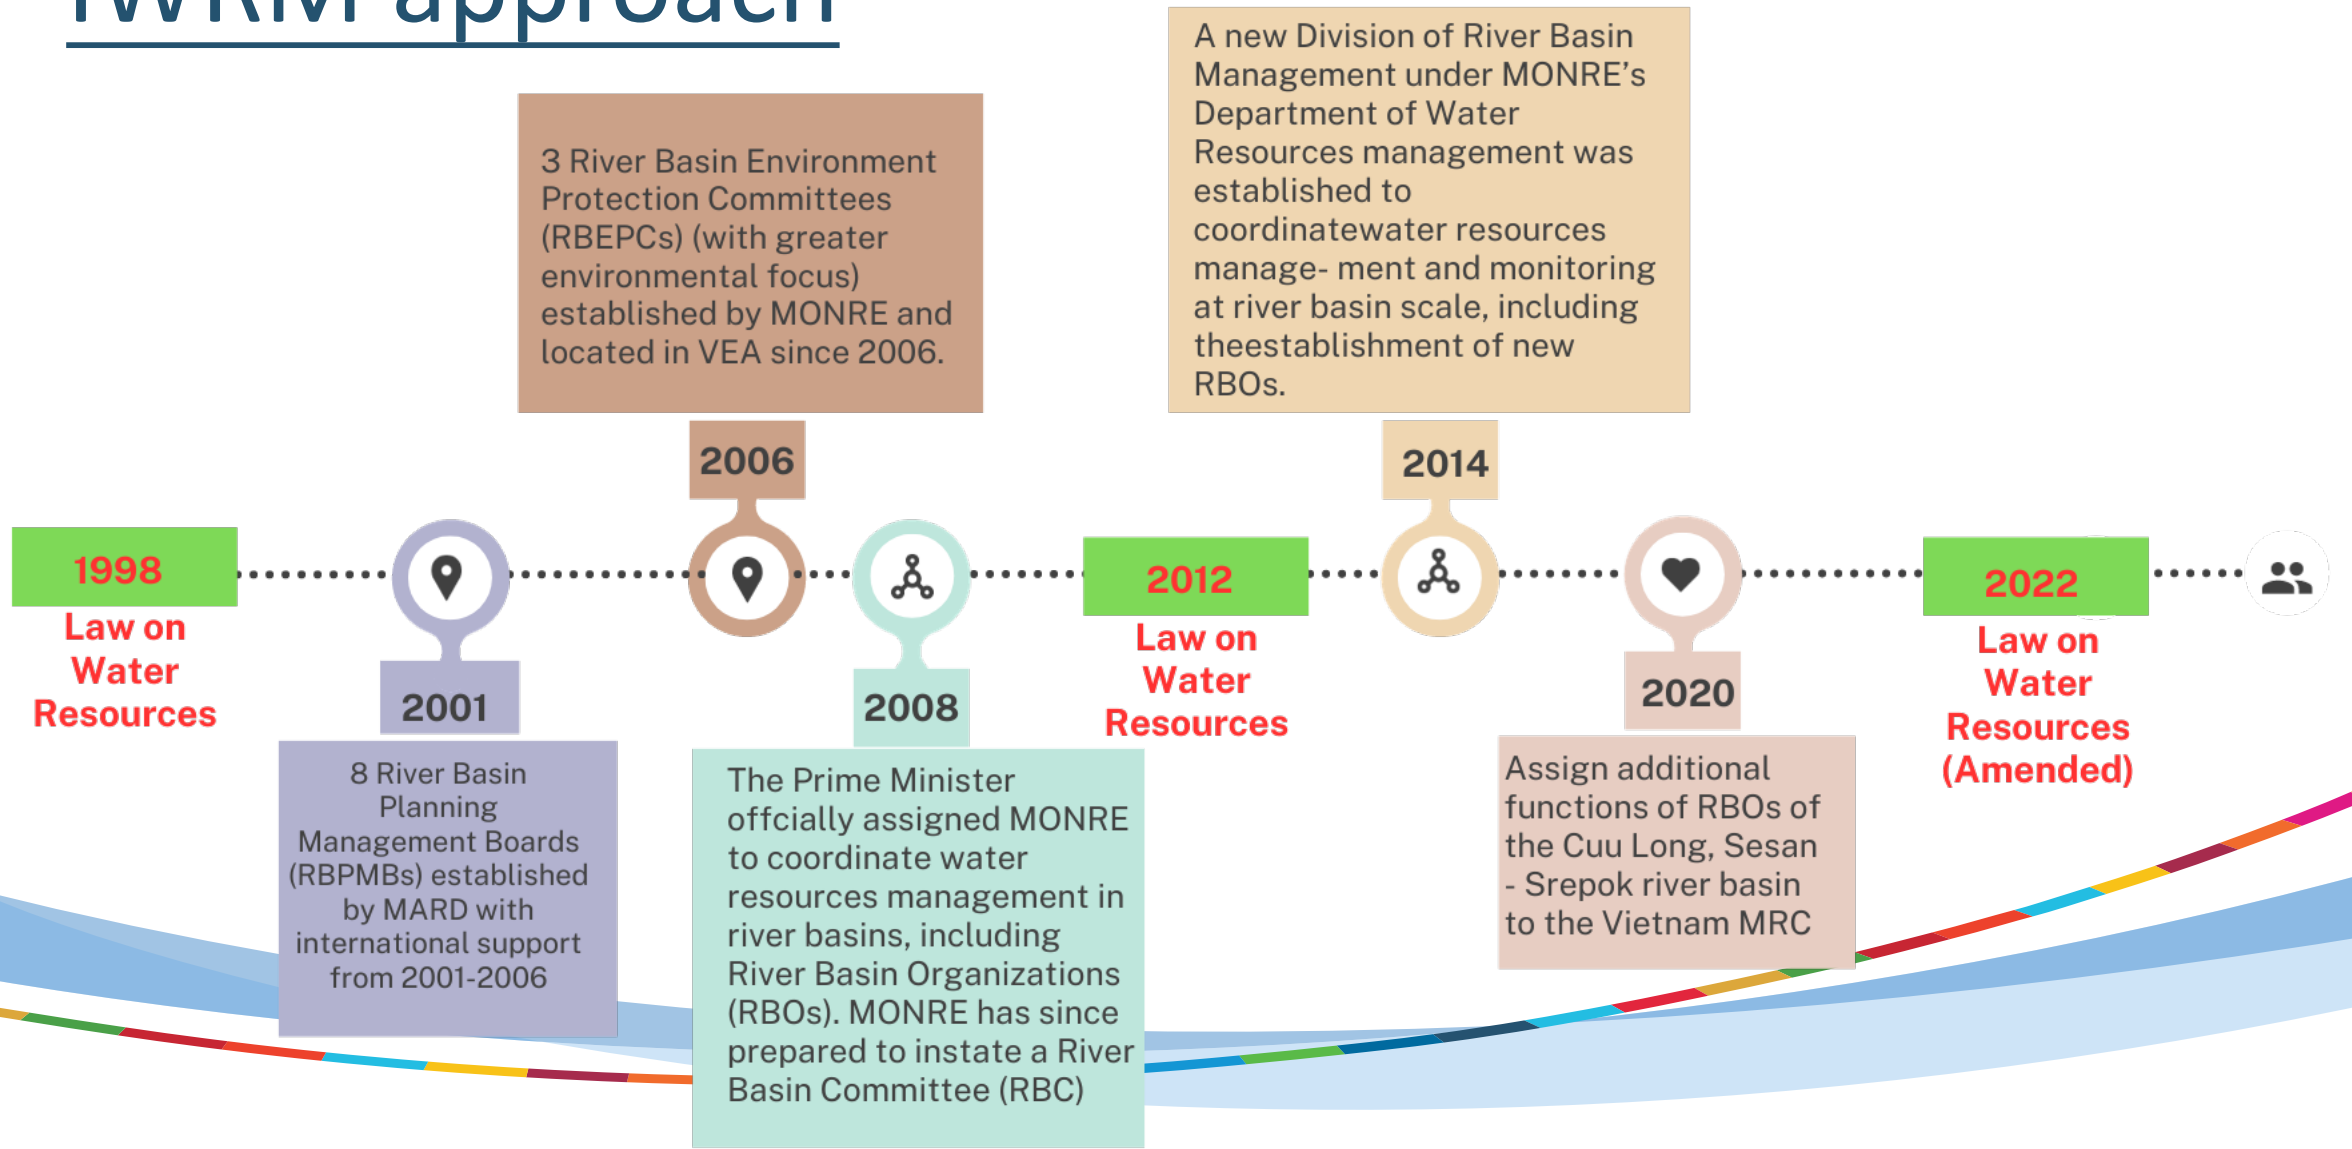 IWRM approach
A new Division of River Basin
Management under MONRE’s
Department of Water
Resources management was
established to
coordinatewater resources
manage- ment and monitoring
at river basin scale, including
theestablishment of new
RBOs.
3 River Basin Environment
Protection Committees
(RBEPCs) (with greater
environmental focus)
established by MONRE and
located in VEA since 2006.
2006
2014
1998
Law on
Water
Resources
2001
8 River Basin
Planning
Management Boards
(RBPMBs) established
by MARD with
international support
from 2001-2006
2008
The Prime Minister
offcially assigned MONRE
to coordinate water
resources management in
river basins, including
River Basin Organizations
(RBOs). MONRE has since
prepared to instate a River
Basin Committee (RBC)
2012
Law on
Water
Resources
2020
Assign additional
functions of RBOs of
the Cuu Long, Sesan
- Srepok river basin
to the Vietnam MRC
2022
Law on
Water
Resources
(Amended)